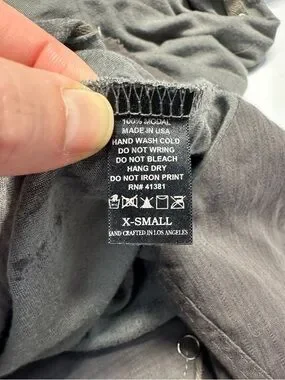 100% MODAL
MADE IN USA
HAND WASH COLD
DO NOT WRING
DO NOT BLEACH
HANG DRY
DO NOT IRON PRINT
RN# 41381
X-SMALL
HAND CRAFTED IN LOS ANGELES